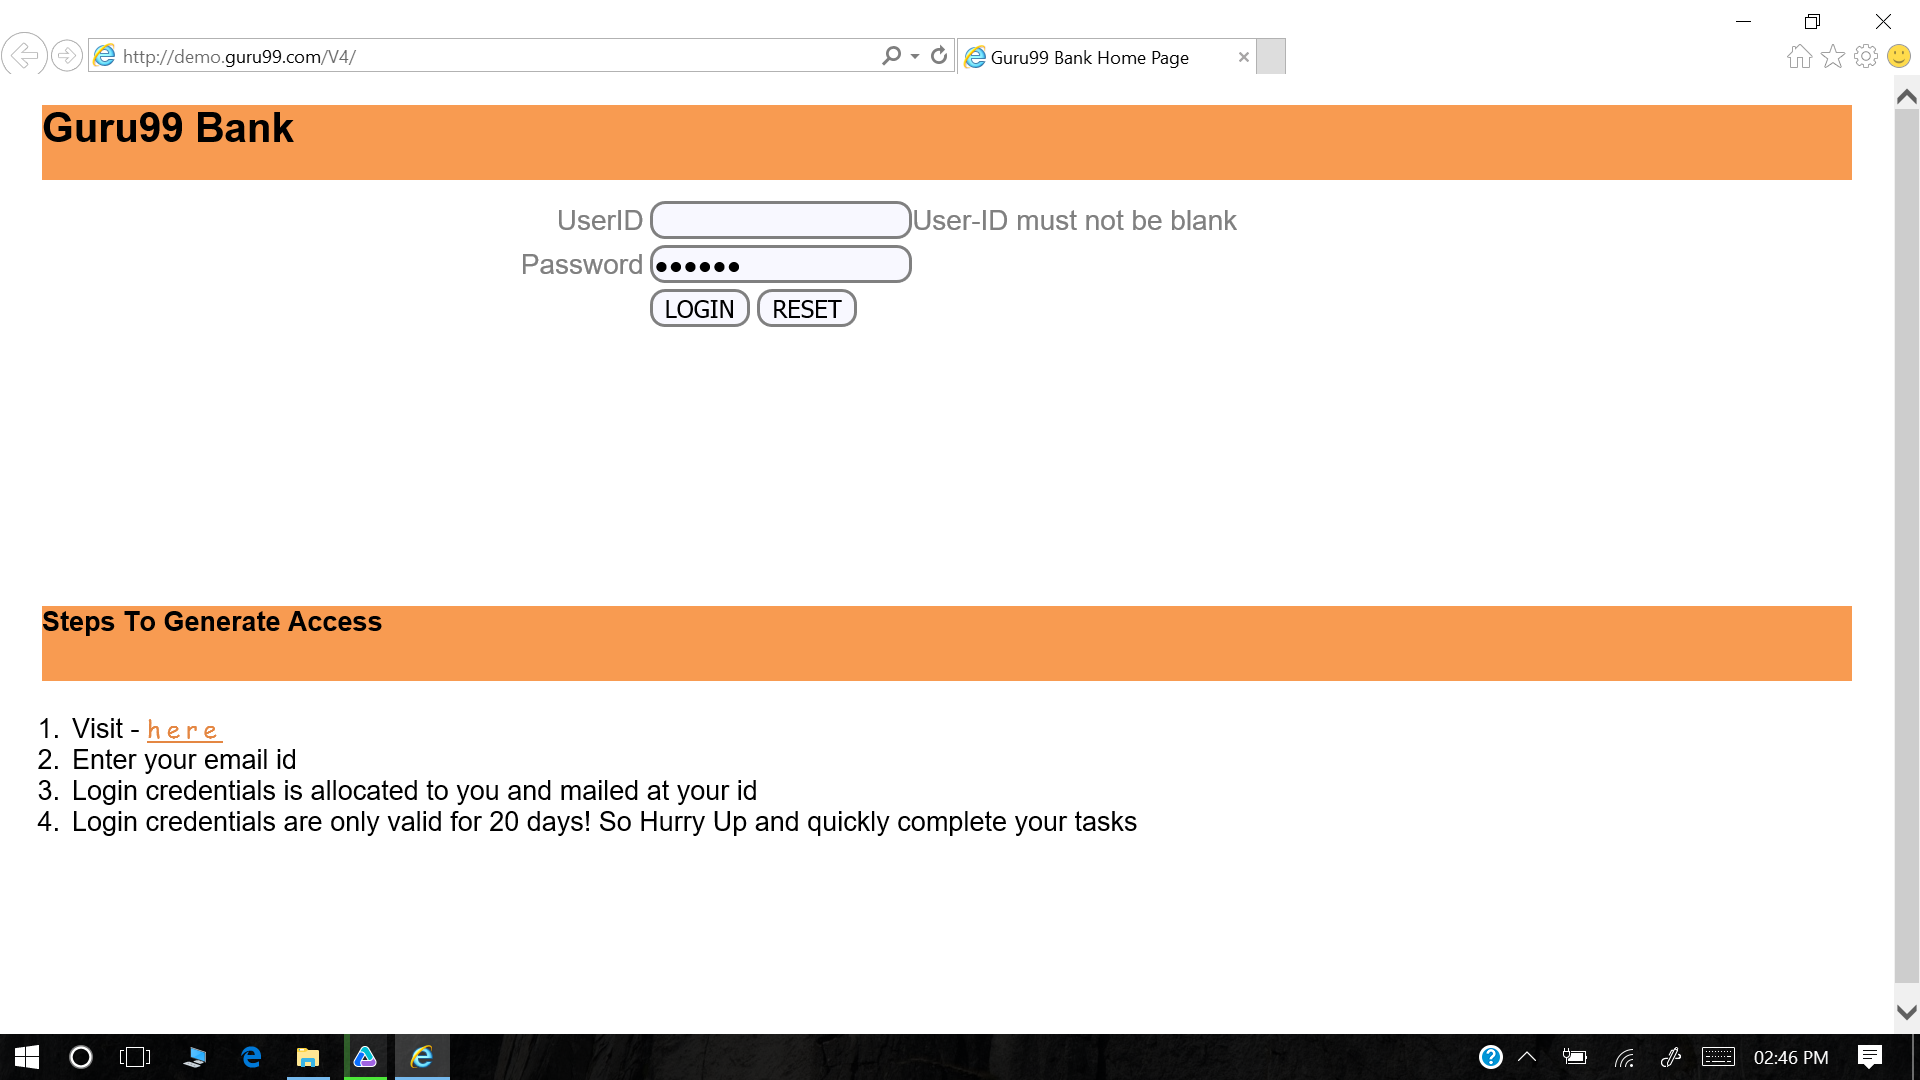 http://demo.guru99.com/V4/
Guru99 Bank Home Page
Guru99 Bank
UserID
User-ID must not be blank
Password ●●●●●●
LOGIN RESET
Steps To Generate Access
1. Visit - here
2. Enter your email id
3. Login credentials is allocated to you and mailed at your id
4. Login credentials are only valid for 20 days! So Hurry Up and quickly complete your tasks
02:46 PM